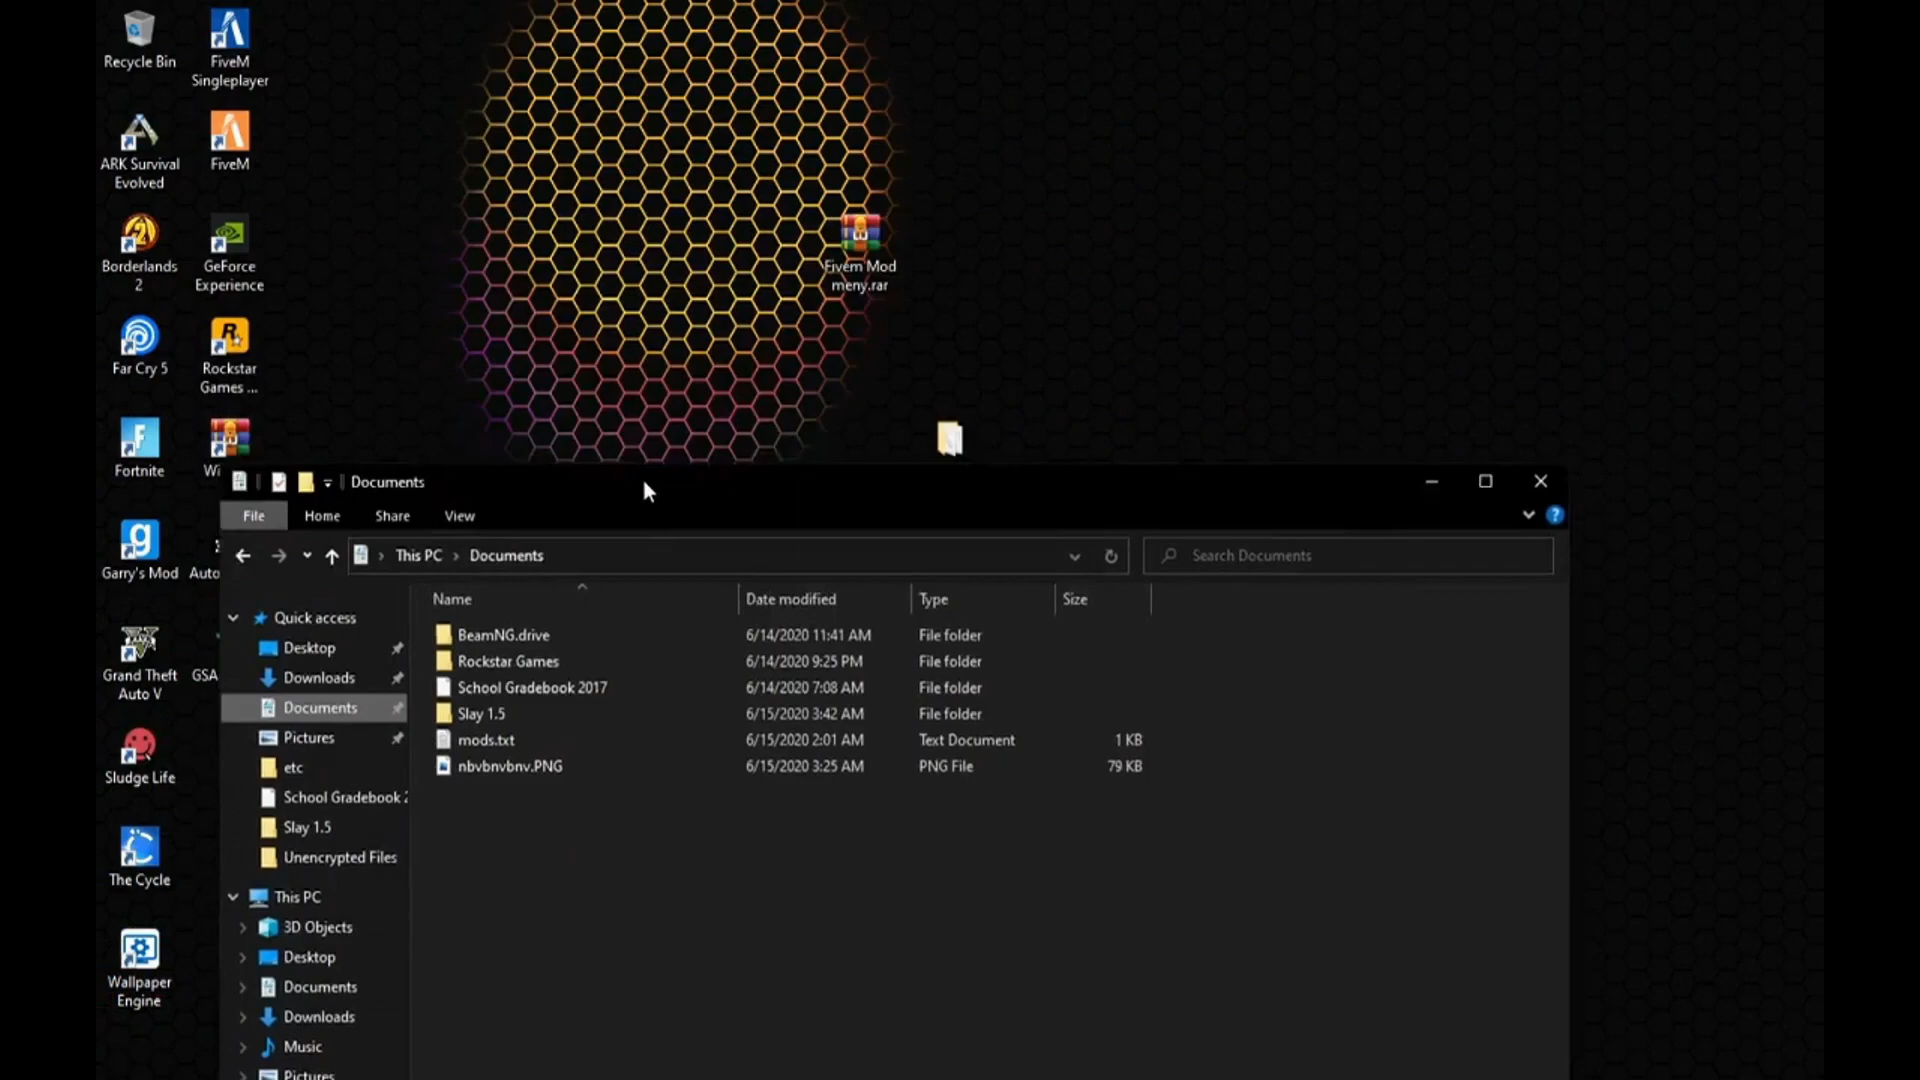 Recycle Bin
FiveM
Singleplayer
ARK Survival
Evolved
FiveM
Borderlands
2
GeForce
Experience
Fivem Mod
meny.rar
Far Cry 5
Rockstar
Games ...
Fortnite
Wi
Garry's Mod
Auto
Grand Theft
Auto V
GSA
Sludge Life
The Cycle
Wallpaper
Engine
Documents
File
Home
Share
View
This PC
Documents
Search Documents
Name
Date modified
Type
Size
BeamNG.drive 6/14/2020 11:41 AM File folder
Rockstar Games 6/14/2020 9:25 PM File folder
School Gradebook 2017 6/14/2020 7:08 AM File folder
Slay 1.5 6/15/2020 3:42 AM File folder
mods.txt 6/15/2020 2:01 AM Text Document 1 KB
nbvbnvbnv.PNG 6/15/2020 3:25 AM PNG File 79 KB
Quick access
Desktop
Downloads
Documents
Pictures
etc
School Gradebook 2
Slay 1.5
Unencrypted Files
This PC
3D Objects
Desktop
Documents
Downloads
Music
Pictures